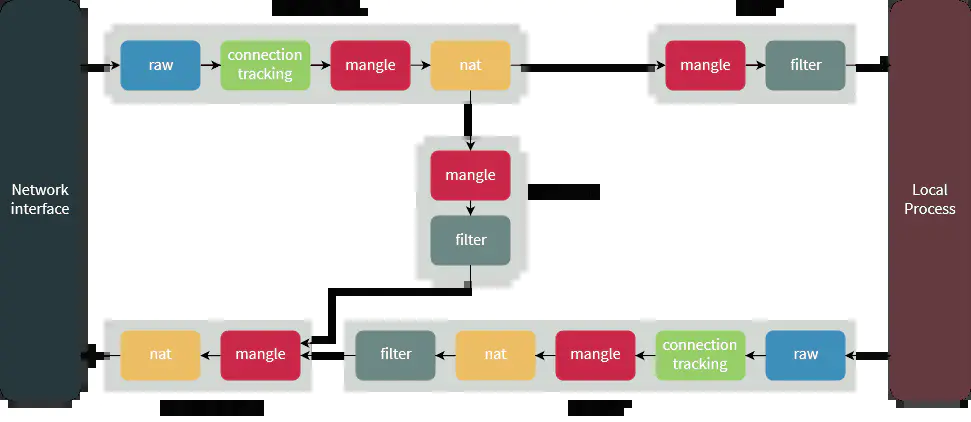 raw
connection
tracking
mangle
nat
mangle
filter
Network
interface
mangle
filter
Local
Process
nat
mangle
filter
nat
mangle
connection
tracking
raw